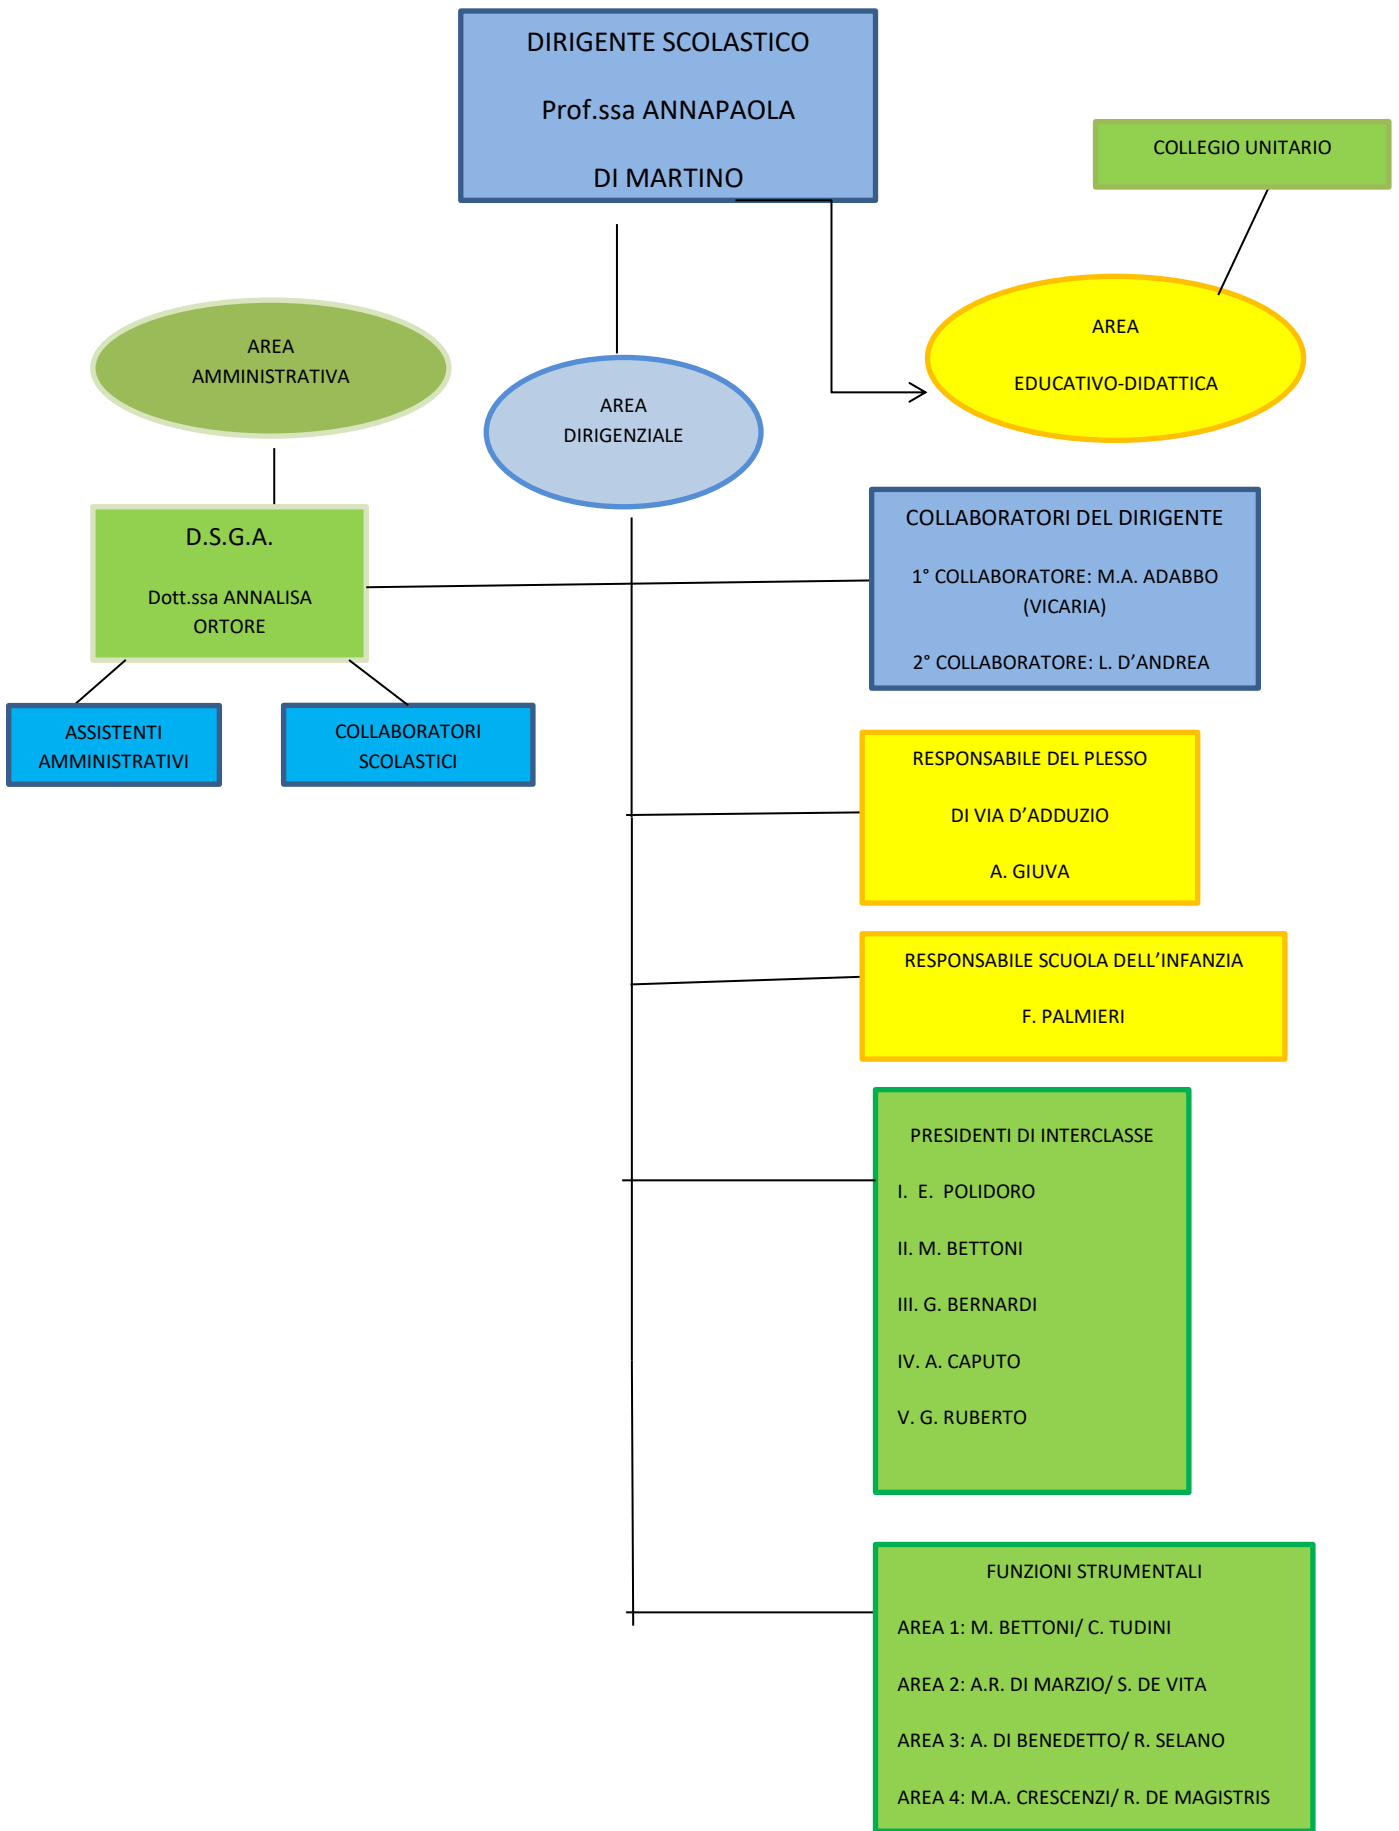 DIRIGENTE SCOLASTICO
Prof.ssa ANNAPAOLA
DI MARTINO
COLLEGIO UNITARIO
AREA
AMMINISTRATIVA
AREA
DIRIGENZIALE
AREA
EDUCATIVO-DIDATTICA
D.S.G.A.
Dott.ssa ANNALISA
ORTORE
COLLABORATORI DEL DIRIGENTE
1° COLLABORATORE: M.A. ADABBO
(VICARIA)
2° COLLABORATORE: L. D’ANDREA
ASSISTENTI
AMMINISTRATIVI
COLLABORATORI
SCOLASTICI
RESPONSABILE DEL PLESSO
DI VIA D’ADDUZIO
A. GIUVA
RESPONSABILE SCUOLA DELL’INFANZIA
F. PALMIERI
PRESIDENTI DI INTERCLASSE
I. E. POLIDORO
II. M. BETTONI
III. G. BERNARDI
IV. A. CAPUTO
V. G. RUBERTO
FUNZIONI STRUMENTALI
AREA 1: M. BETTONI/ C. TUDINI
AREA 2: A.R. DI MARZIO/ S. DE VITA
AREA 3: A. DI BENEDETTO/ R. SELANO
AREA 4: M.A. CRESCENZI/ R. DE MAGISTRIS